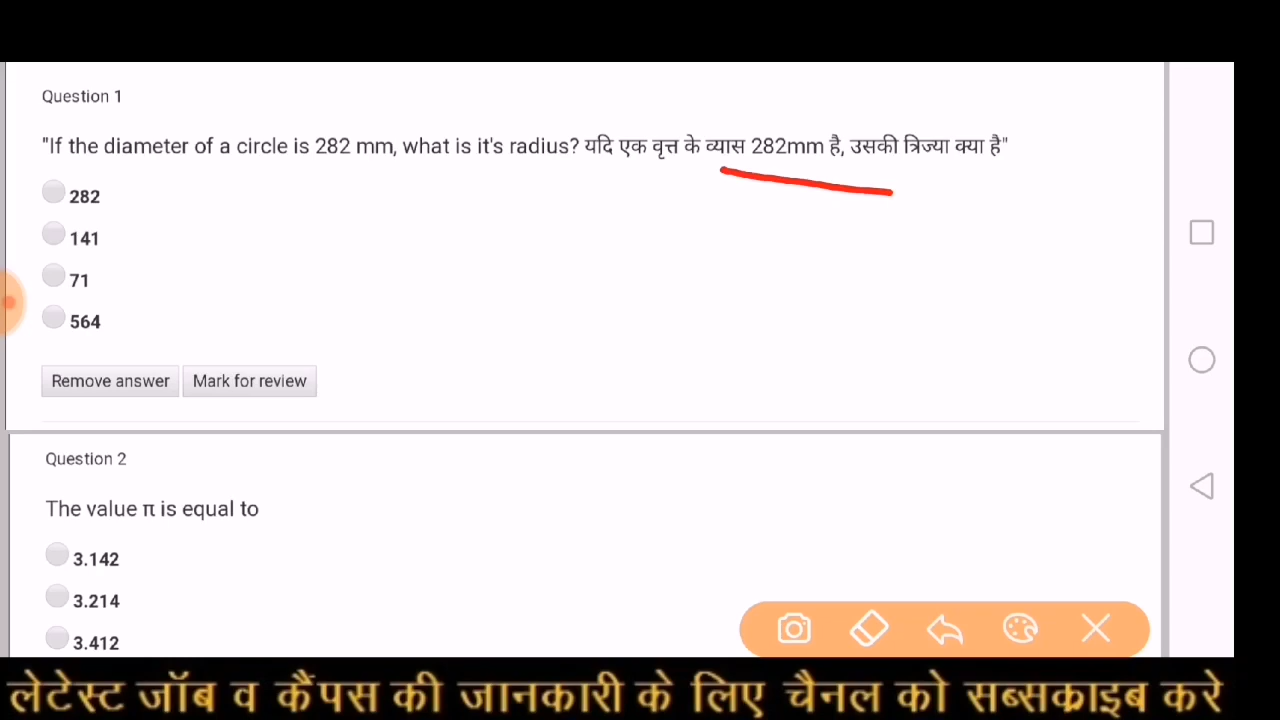 Question 1
"If the diameter of a circle is 282 mm, what is it's radius? यदि एक वृत्त के व्यास 282mm है, उसकी त्रिज्या क्या है"
282
141
71
564
Remove answer Mark for review
Question 2
The value π is equal to
3.142
3.214
3.412
लेटेस्ट जॉब व कैंपस की जानकारी के लिए चैनल को सब्सक्राइब करे